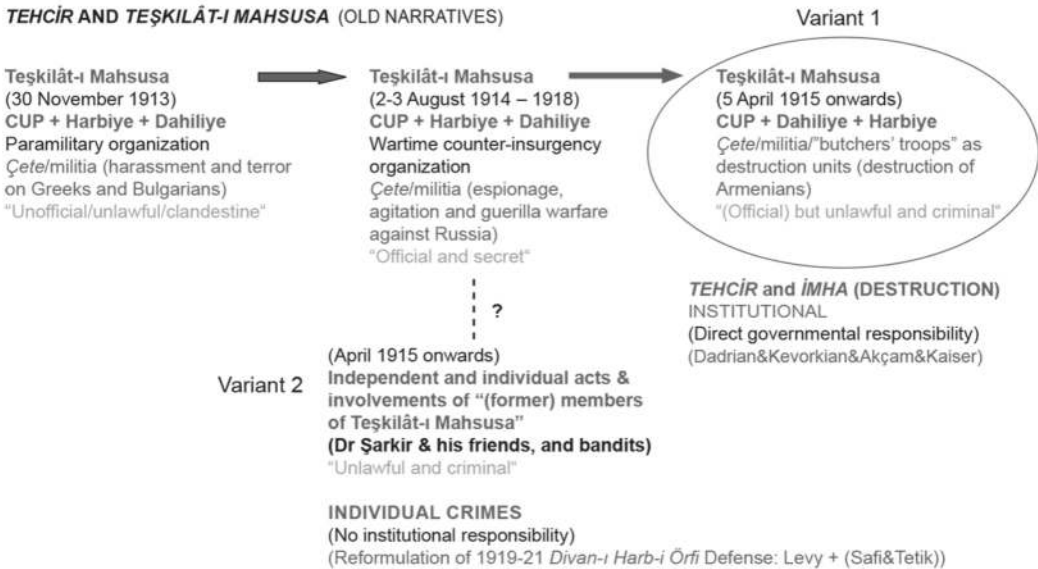 TEHCİR AND TEŞKILÂT-I MAHSUSA (OLD NARRATIVES)
Variant 1
Teşkilât-ı Mahsusa
(30 November 1913)
CUP + Harbiye + Dahiliye
Paramilitary organization
Çete/militia (harassment and terror
on Greeks and Bulgarians)
“Unofficial/unlawful/clandestine“
Teşkilât-ı Mahsusa
(2-3 August 1914 – 1918)
CUP + Harbiye + Dahiliye
Wartime counter-insurgency
organization
Çete/militia (espionage,
agitation and guerilla warfare
against Russia)
“Official and secret“
Teşkilât-ı Mahsusa
(5 April 1915 onwards)
CUP + Dahiliye + Harbiye
Çete/militia/”butchers’ troops” as
destruction units (destruction of
Armenians)
“(Official) but unlawful and criminal“
TEHCİR and İMHA (DESTRUCTION)
INSTITUTIONAL
(Direct governmental responsibility)
(Dadrian&Kevorkian&Akçam&Kaiser)
?
Variant 2
(April 1915 onwards)
Independent and individual acts &
involvements of “(former) members
of Teşkilât-ı Mahsusa”
(Dr Şarkir & his friends, and bandits)
“Unlawful and criminal“
INDIVIDUAL CRIMES
(No institutional responsibility)
(Reformulation of 1919-21 Divan-ı Harb-i Örfi Defense: Levy + (Safi&Tetik))